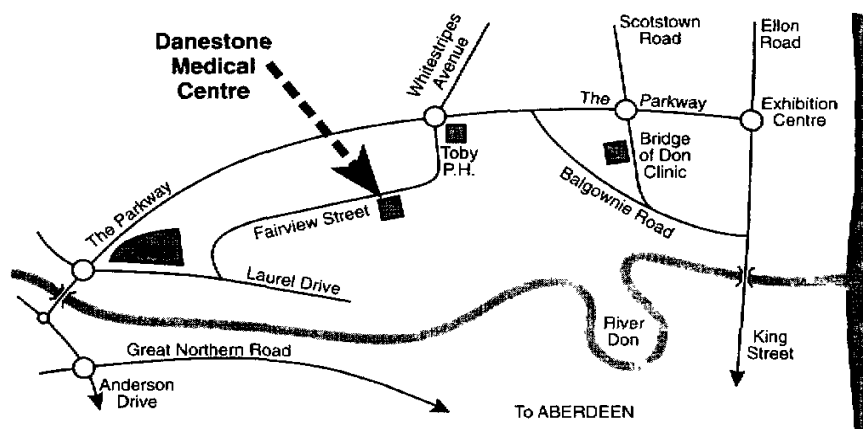 Danestone
Medical
Centre
Whitestripes
Avenue
Scotstown
Road
Ellon
Road
The Parkway
Exhibition
Centre
Toby
P.H.
Bridge
of Don
Clinic
Balgownie Road
The Parkway
Fairview Street
Laurel Drive
River
Don
King
Street
Great Northern Road
Anderson
Drive
To ABERDEEN